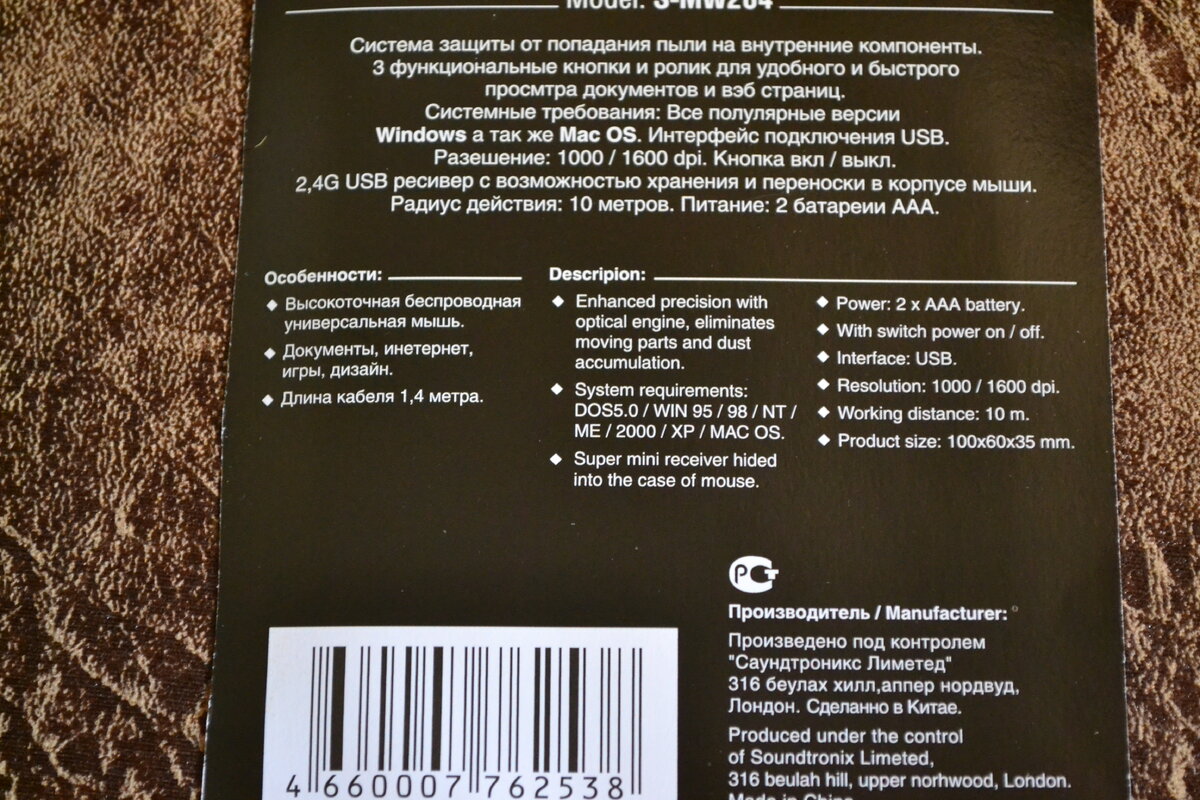 Model: S-MW204
Система защиты от попадания пыли на внутренние компоненты.
3 функциональные кнопки и ролик для удобного и быстрого
просмтра документов и вэб страниц.
Системные требования: Все полулярные версии
Windows а так же Mac OS. Интерфейс подключения USB.
Разешение: 1000 / 1600 dpi. Кнопка вкл / выкл.
2,4G USB ресивер с возможностью хранения и переноски в корпусе мыши.
Радиус действия: 10 метров. Питание: 2 батареии AAA.
Особенности:
Высокоточная беспроводная
универсальная мышь.
Документы, инетернет,
игры, дизайн.
Длина кабеля 1,4 метра.
Descripion:
Enhanced precision with
optical engine, eliminates
moving parts and dust
accumulation.
System requirements:
DOS5.0 / WIN 95 / 98 / NT /
ME / 2000 / XP / MAC OS.
Super mini receiver hided
into the case of mouse.
Power: 2 x AAA battery.
With switch power on / off.
Interface: USB.
Resolution: 1000 / 1600 dpi.
Working distance: 10 m.
Product size: 100x60x35 mm.
РСТ
Производитель / Manufacturer:
Произведено под контролем
"Саундтроникс Лиметед"
316 беулах хилл,аппер нордвуд,
Лондон. Сделанно в Китае.
Produced under the control
of Soundtronix Limeted,
316 beulah hill, upper norhwood, London.
Made in China
4 660007 762538